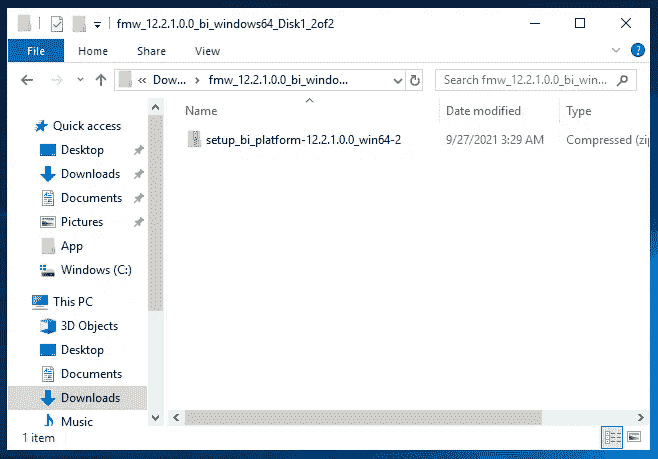 fmw_12.2.1.0.0_bi_windows64_Disk1_2of2
File Home Share View
« Dow... › fmw_12.2.1.0.0_bi_windo...
Search fmw_12.2.1.0.0_bi_win...
Name Date modified Type
setup_bi_platform-12.2.1.0.0_win64-2 9/27/2021 3:29 AM Compressed (zip
Quick access
Desktop
Downloads
Documents
Pictures
App
Windows (C:)
This PC
3D Objects
Desktop
Documents
Downloads
Music
1 item